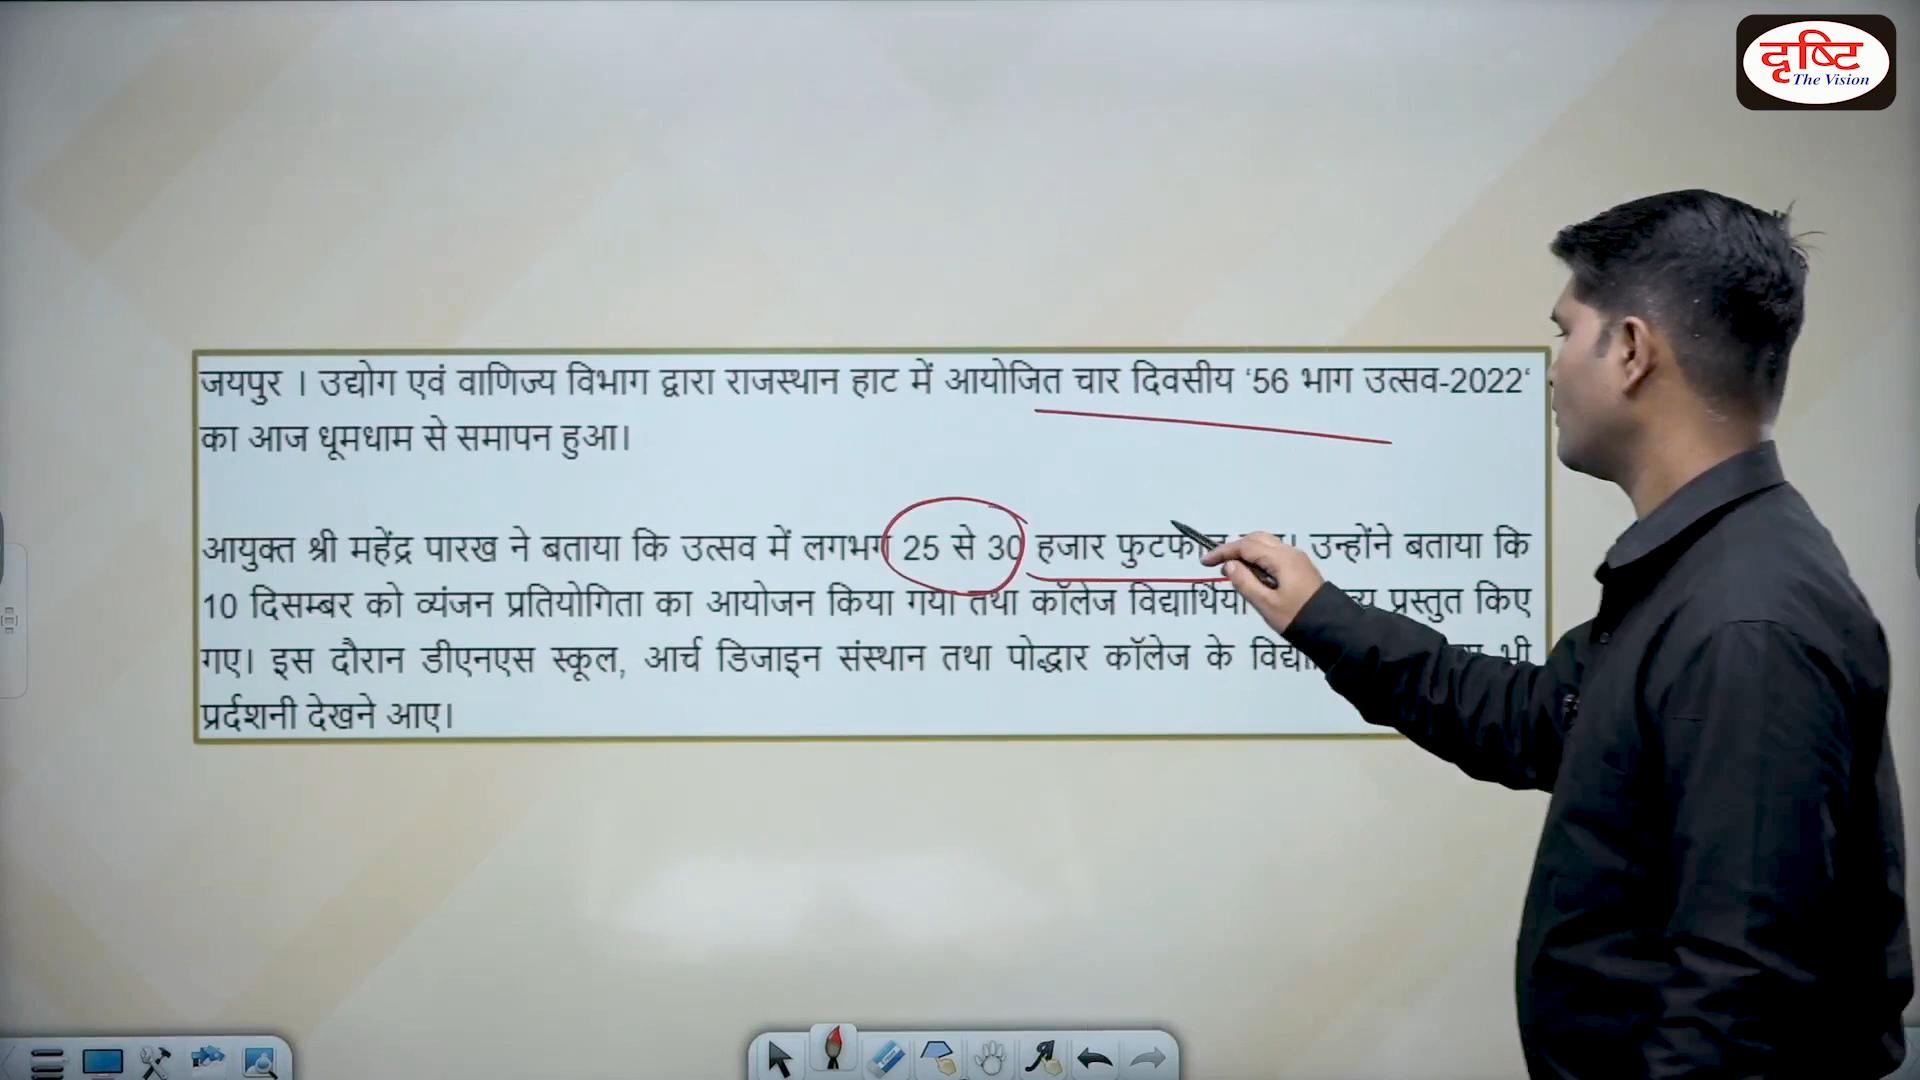 दृष्टि
The Vision
जयपुर । उद्योग एवं वाणिज्य विभाग द्वारा राजस्थान हाट में आयोजित चार दिवसीय ‘56 भाग उत्सव-2022‘
का आज धूमधाम से समापन हुआ।
आयुक्त श्री महेंद्र पारख ने बताया कि उत्सव में लगभग 25 से 30 हजार उन्होंने बताया कि
10 दिसम्बर को व्यंजन प्रतियोगिता का आयोजन किया गया तथा कॉलेज प्रस्तुत किए
गए। इस दौरान डीएनएस स्कूल, आर्च डिजाइन संस्थान तथा पोद्धार कॉलेज के भी
प्रर्दशनी देखने आए।